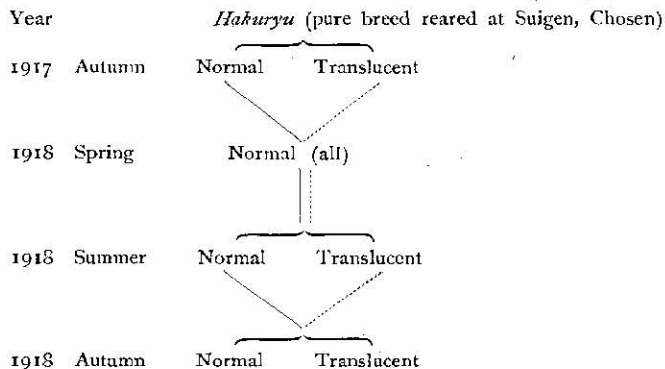 Year Hakuryu (pure breed reared at Suigen, Chosen)
1917 Autumn Normal Translucent
1918 Spring Normal (all)
1918 Summer Normal Translucent
1918 Autumn Normal Translucent